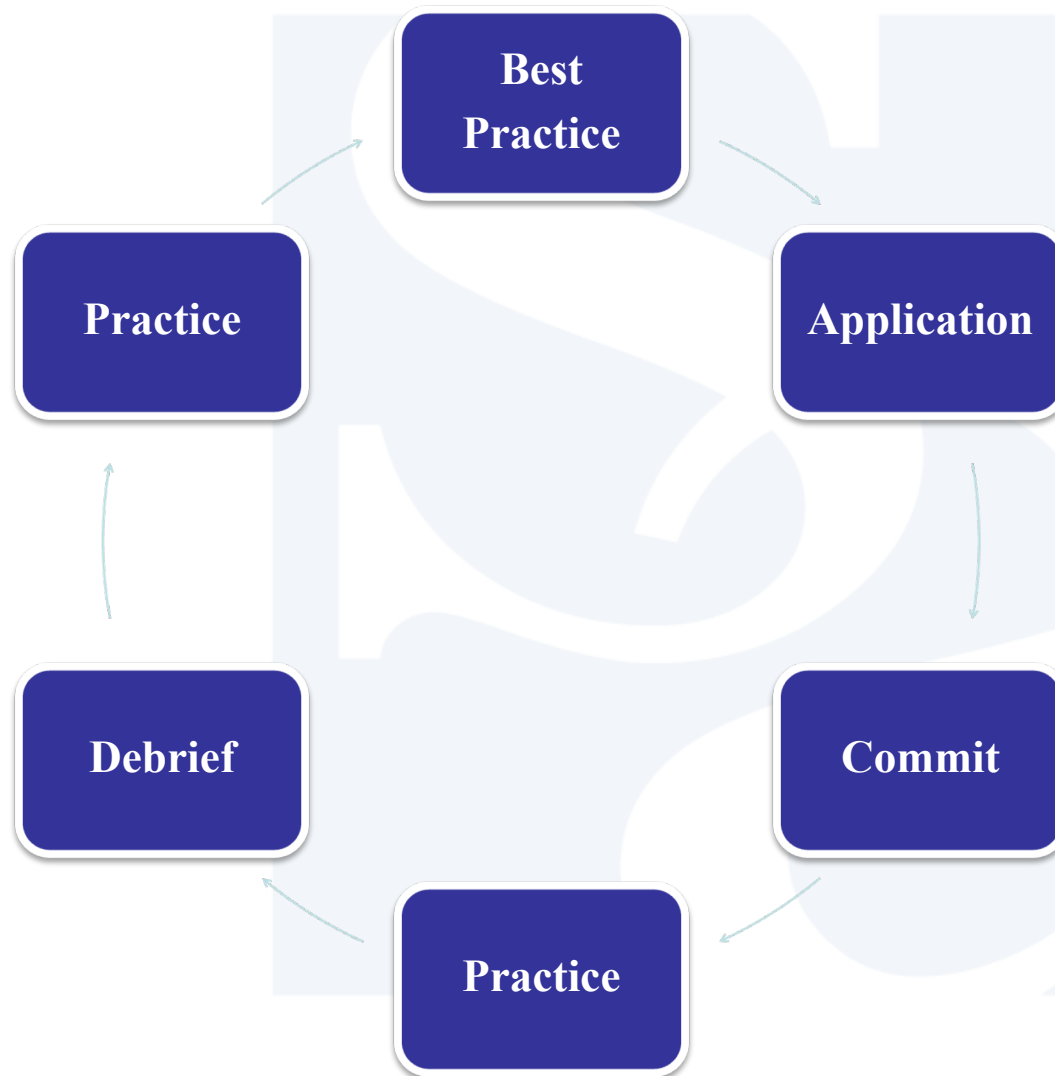 Best
Practice
Application
Commit
Practice
Debrief
Practice